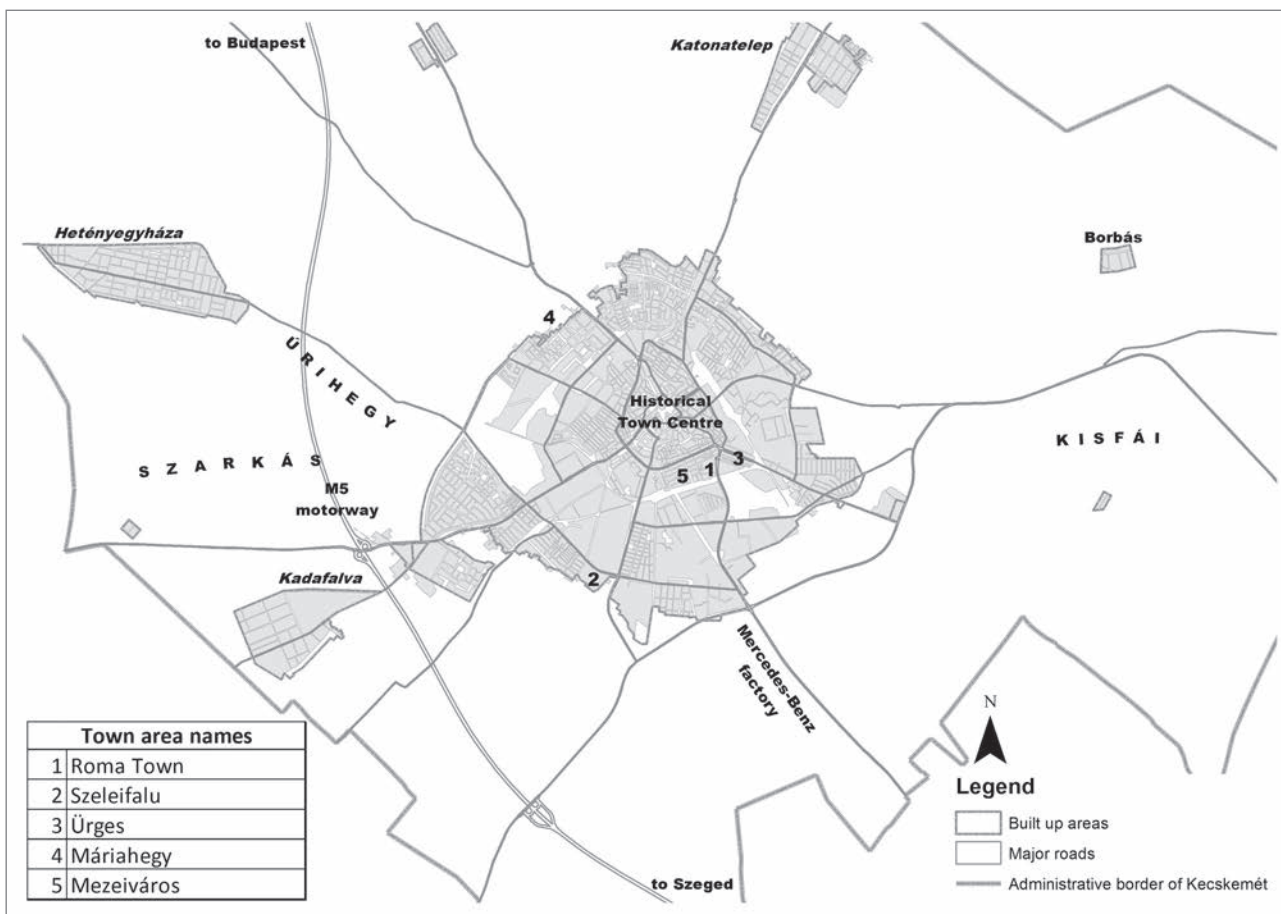 to Budapest
Katonatelep
Hetényegyháza
Borbás
4
ÚRIHEGY
Historical
Town Centre
KISFÁI
SZARKÁS
M5
motorway
5 1 3
Kadafalva
2
Mercedes-Benz
factory
Town area names
1 Roma Town
2 Szeleifalu
3 Ürges
4 Máriahegy
5 Mezeiváros
N
Legend
Built up areas
Major roads
Administrative border of Kecskemét
to Szeged